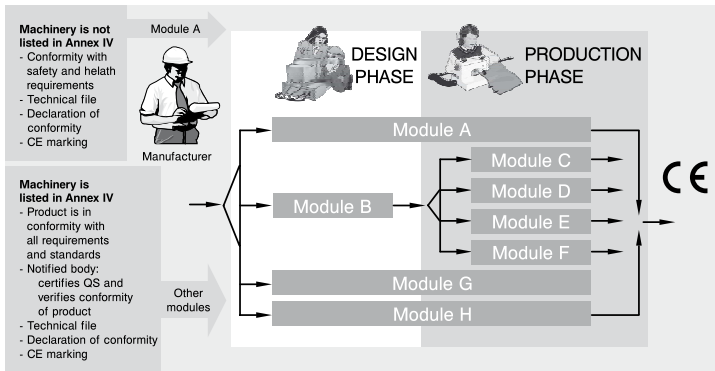 Machinery is not
listed in Annex IV
- Conformity with
safety and helath
requirements
- Technical file
- Declaration of
conformity
- CE marking
Module A
Manufacturer
Machinery is
listed in Annex IV
- Product is in
conformity with
all requirements
and standards
- Notified body:
certifies QS and
verifies conformity
of product
- Technical file
- Declaration of conformity
- CE marking
Other
modules
DESIGN
PHASE
PRODUCTION
PHASE
Module A
Module B
Module C
Module D
Module E
Module F
Module G
Module H
CE